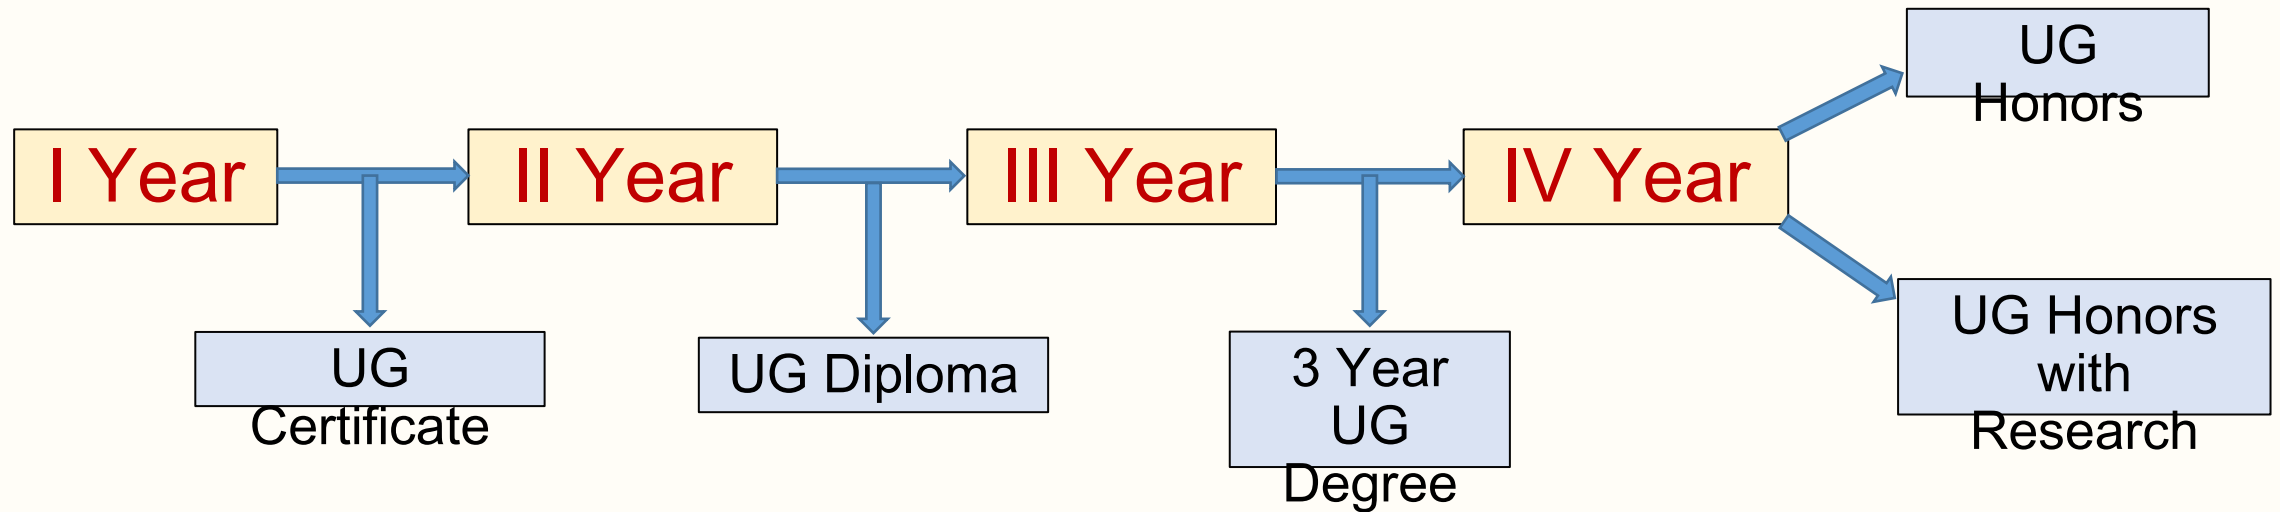 I Year
II Year
III Year
IV Year
UG
Honors
UG
Certificate
UG Diploma
3 Year
UG
Degree
UG Honors
with
Research